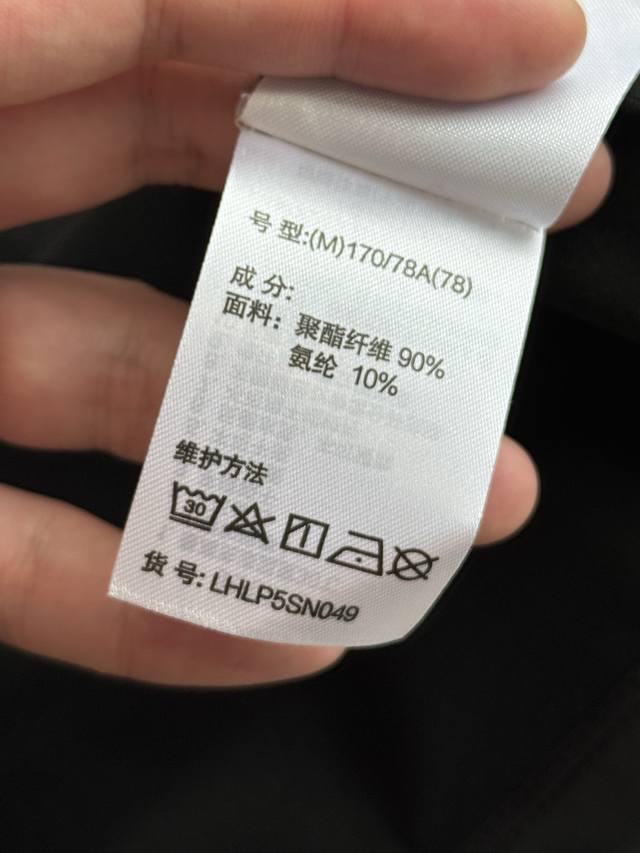 号 型:(M)170/78A(78)
成 分:
面料: 聚酯纤维 90%
氨纶 10%
维护方法
30
货 号: LHLP5SN049